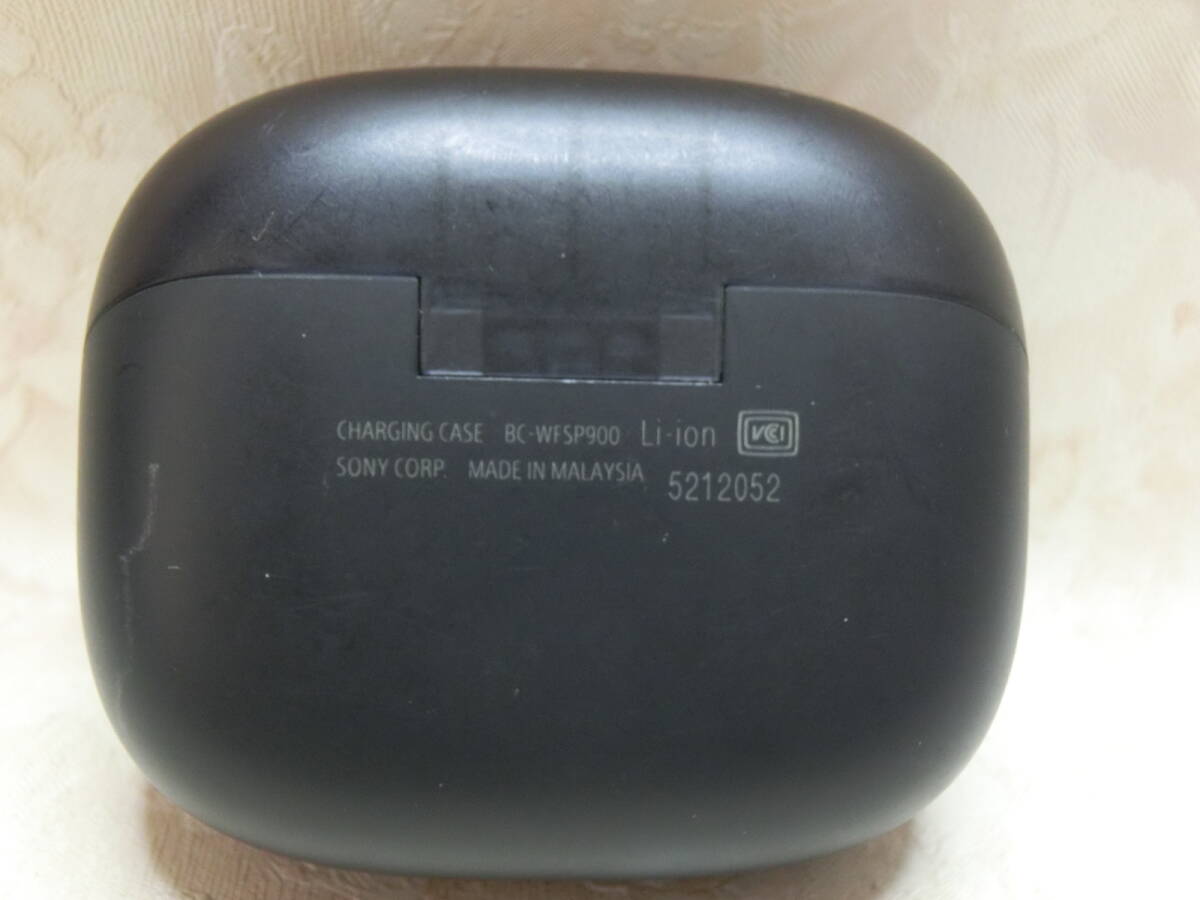 CHARGING CASE BC-WFSP900 Li-ion VCI
SONY CORP. MADE IN MALAYSIA 5212052